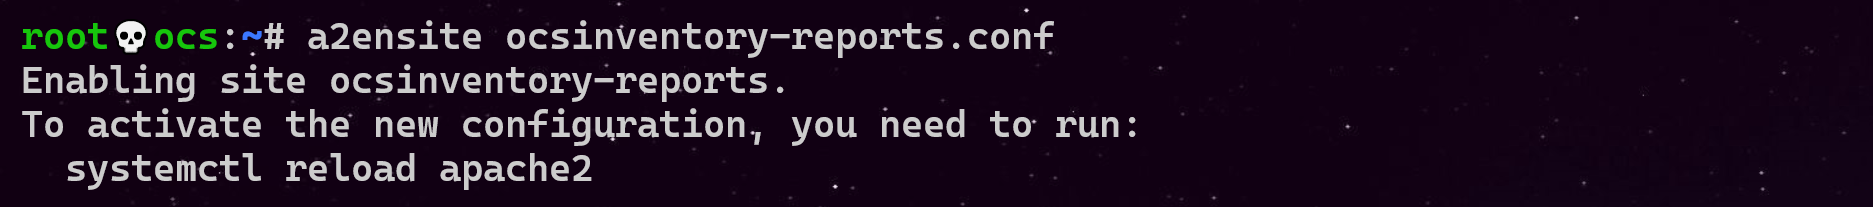 root💀ocs:~# a2ensite ocsinventory-reports.conf
Enabling site ocsinventory-reports.
To activate the new configuration, you need to run:
  systemctl reload apache2